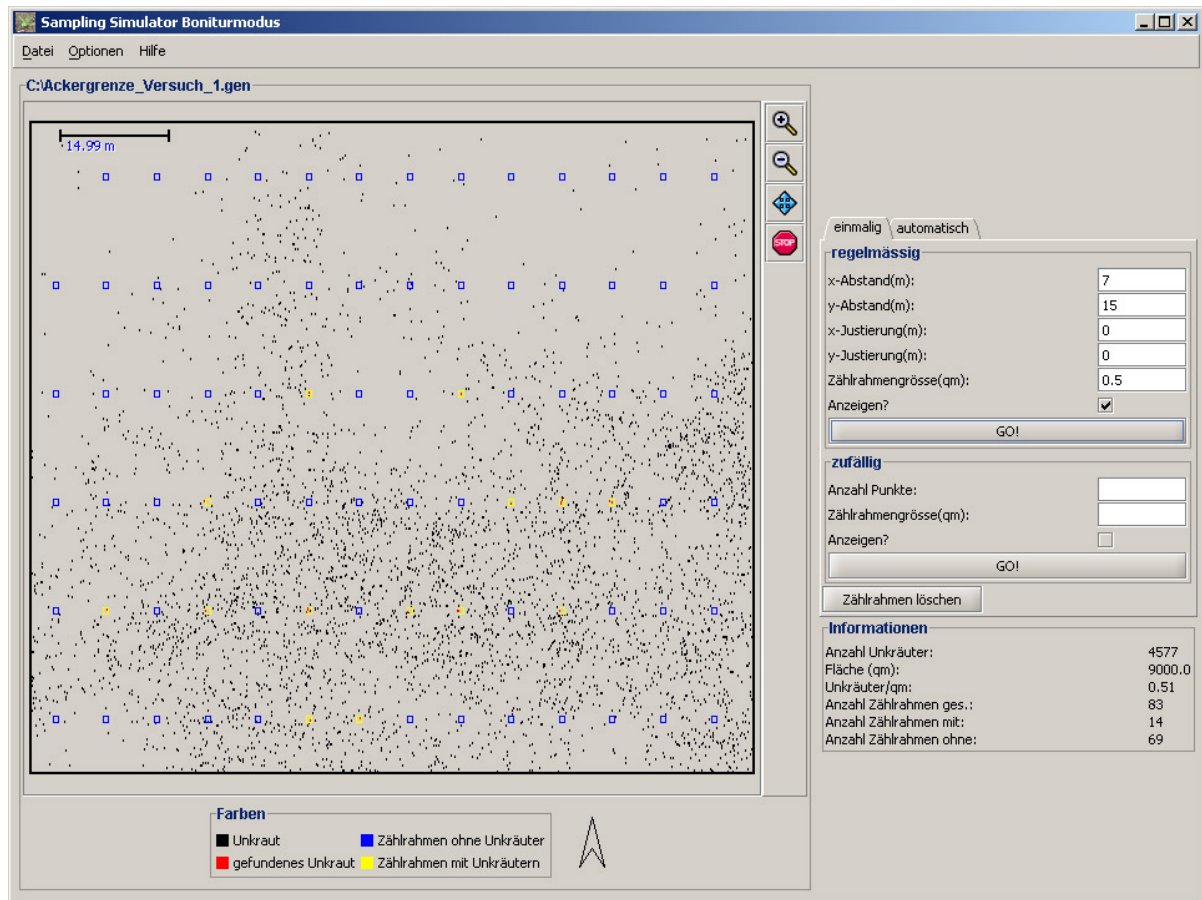 Sampling Simulator Boniturmodus
Datei Optionen Hilfe
C:\Ackergrenze_Versuch_1.gen
14.99 m
STOP
einmalig automatisch
regelmässig
x-Abstand(m): 7
y-Abstand(m): 15
x-Justierung(m): 0
y-Justierung(m): 0
Zählrahmengrösse(qm): 0.5
Anzeigen?
GO!
zufällig
Anzahl Punkte:
Zählrahmengrösse(qm):
Anzeigen?
GO!
Zählrahmen löschen
Informationen
Anzahl Unkräuter: 4577
Fläche (qm): 9000.0
Unkräuter/qm: 0.51
Anzahl Zählrahmen ges.: 83
Anzahl Zählrahmen mit: 14
Anzahl Zählrahmen ohne: 69
Farben
Unkraut Zählrahmen ohne Unkräuter
gefundenes Unkraut Zählrahmen mit Unkräutern